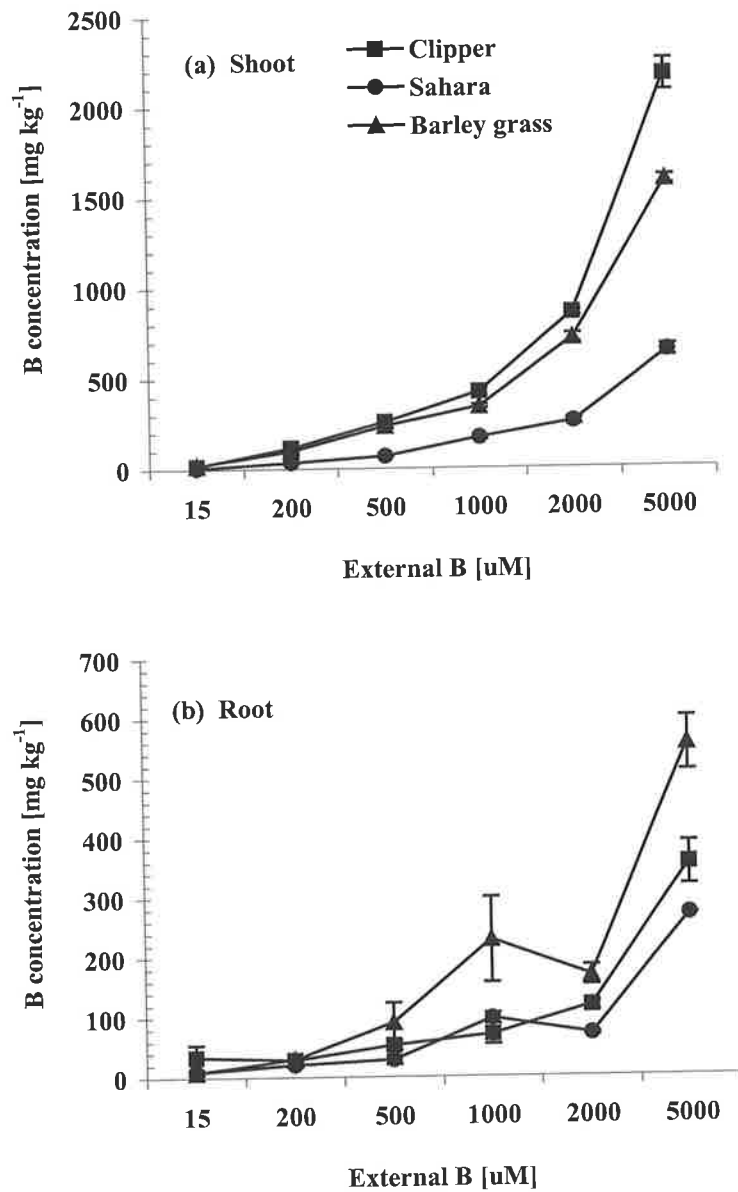 2500
2000
1500
1000
500
0
B concentration [mg kg⁻¹]
(a) Shoot
Clipper
Sahara
Barley grass
15 200 500 1000 2000 5000
External B [uM]
700
600
500
400
300
200
100
0
B concentration [mg kg⁻¹]
(b) Root
15 200 500 1000 2000 5000
External B [uM]